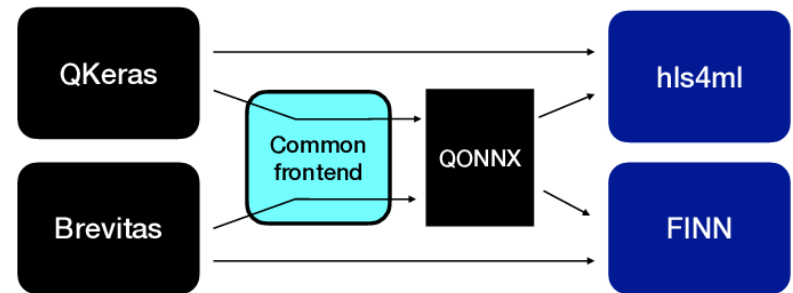 QKeras
hls4ml
Common
frontend
QONNX
Brevitas
FINN